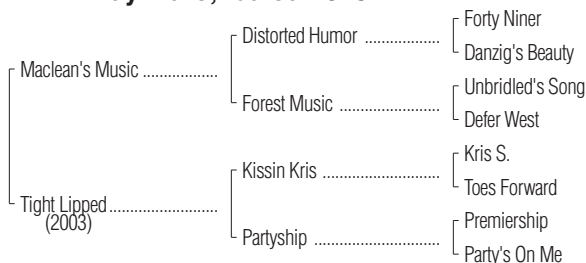 Forty Niner
Distorted Humor ..................
Danzig's Beauty
Maclean's Music ..................
Unbridled's Song
Forest Music ........................
Defer West
Kris S.
Kissin Kris ............................
Toes Forward
Tight Lipped ..........................
(2003)
Premiership
Partyship ..............................
Party's On Me